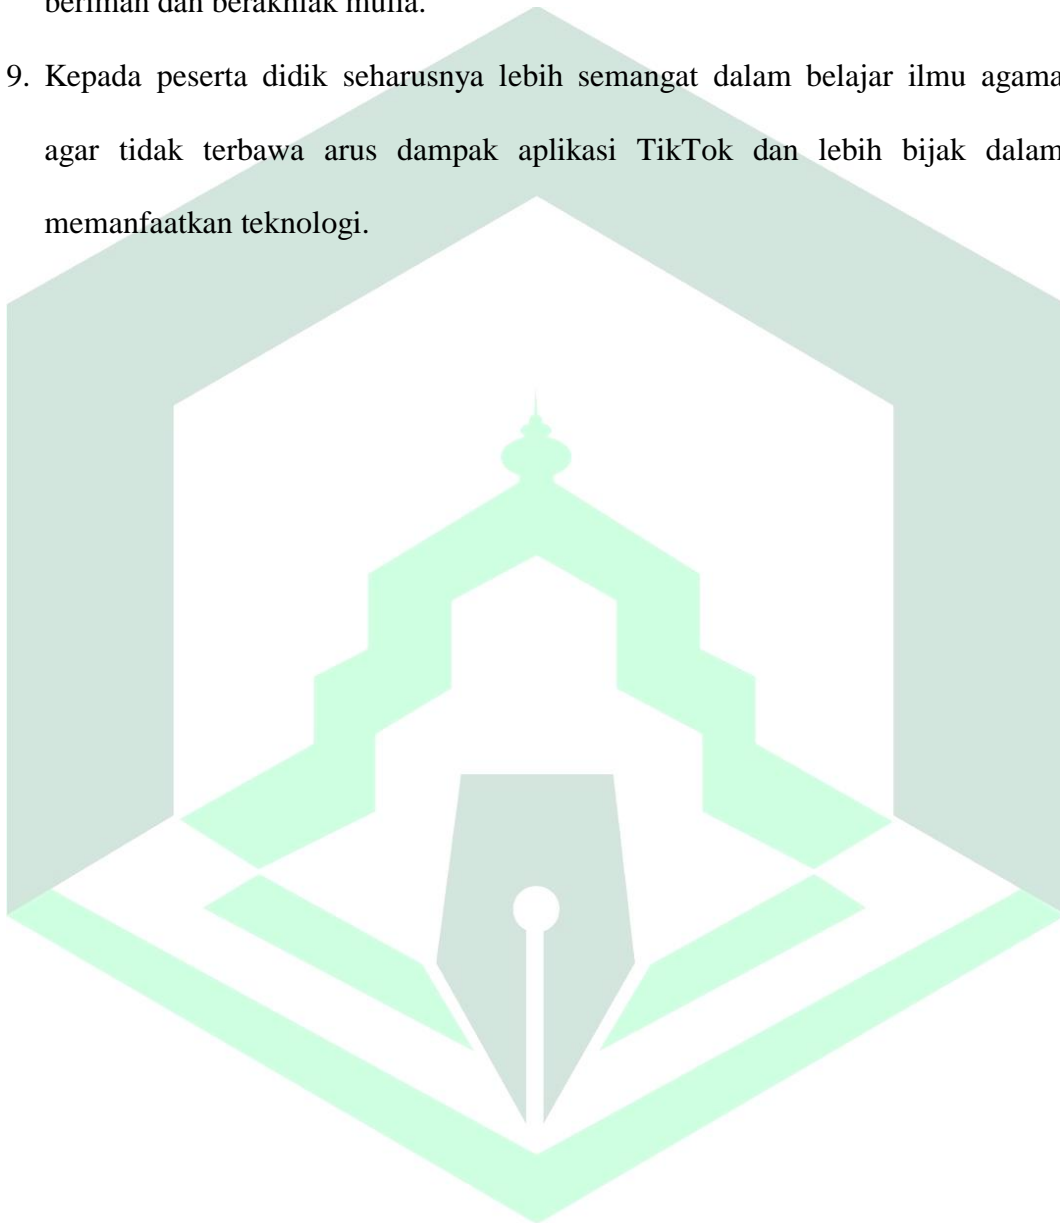 beriman dan berakhlak mulia.
9. Kepada peserta didik seharusnya lebih semangat dalam belajar ilmu agama
agar tidak terbawa arus dampak aplikasi TikTok dan lebih bijak dalam
memanfaatkan teknologi.